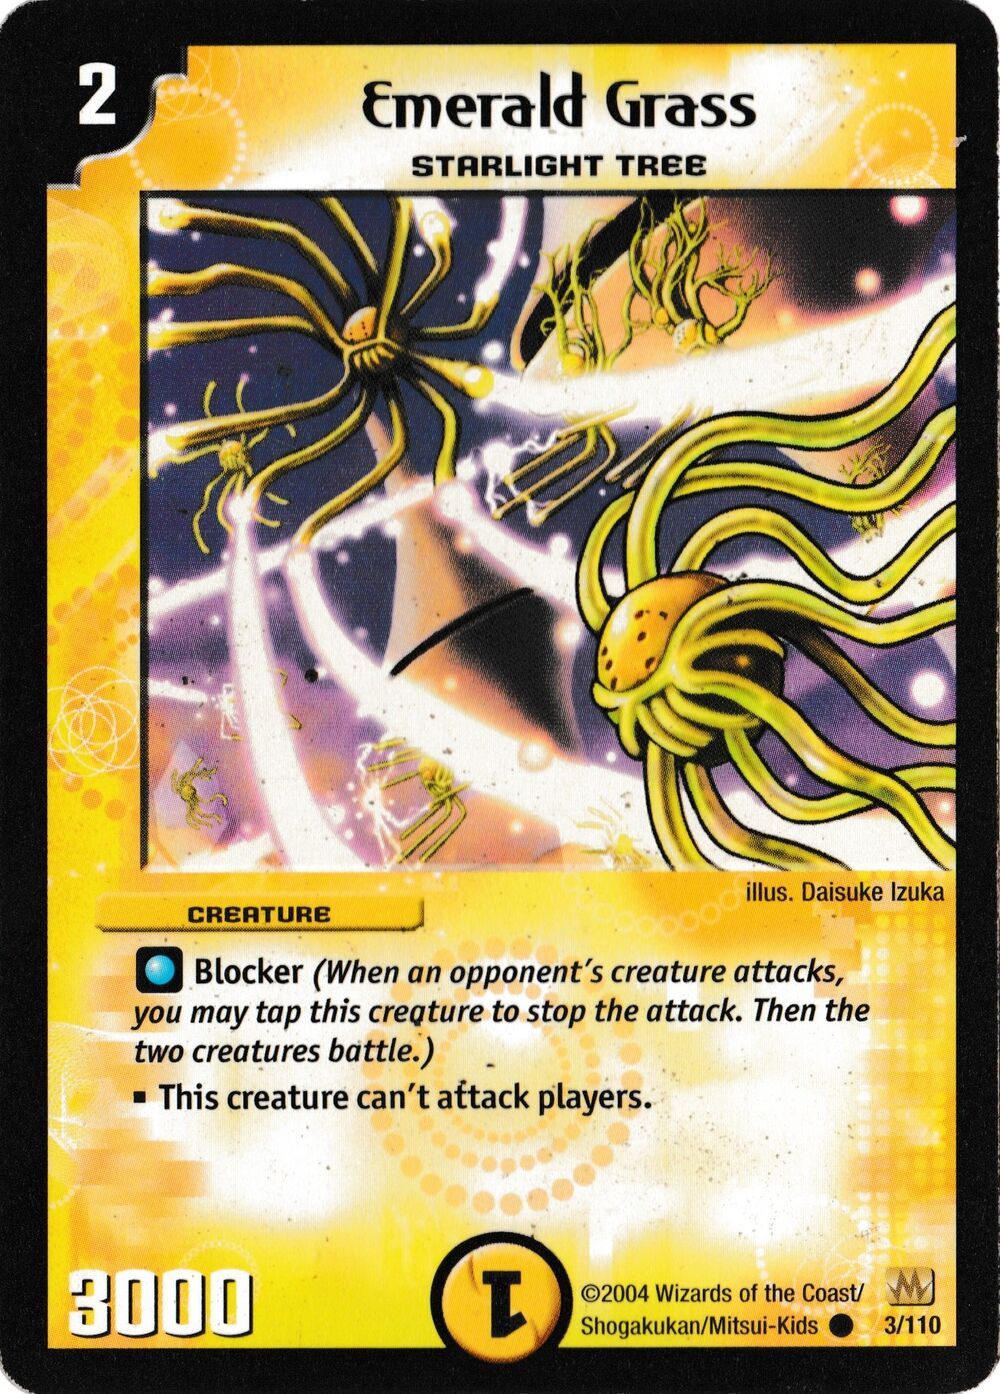 2
Emerald Grass
STARLIGHT TREE
illus. Daisuke Izuka
CREATURE
Blocker (When an opponent's creature attacks,
you may tap this creature to stop the attack. Then the
two creatures battle.)
▪ This creature can't attack players.
3000
1
©2004 Wizards of the Coast/
Shogakukan/Mitsui-Kids ● 3/110